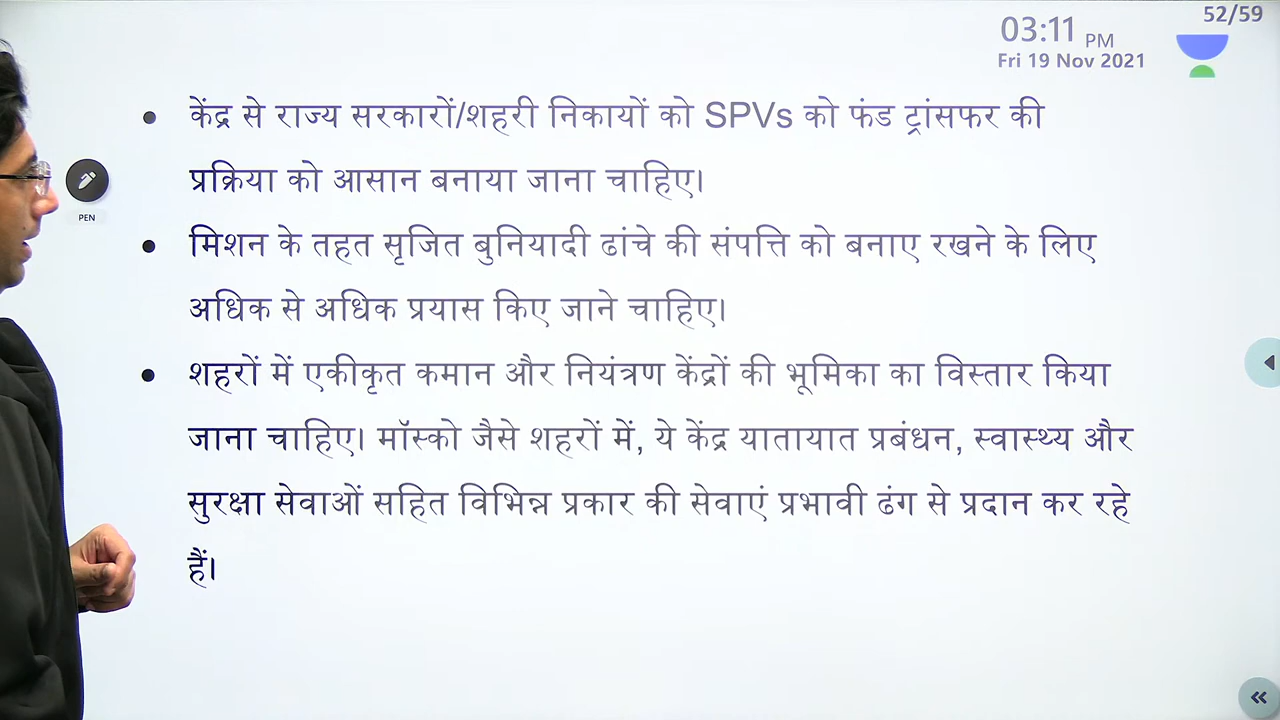 52/59
03:11 PM
Fri 19 Nov 2021
PEN
• केंद्र से राज्य सरकारों/शहरी निकायों को SPVs को फंड ट्रांसफर की
प्रक्रिया को आसान बनाया जाना चाहिए।
• मिशन के तहत सृजित बुनियादी ढांचे की संपत्ति को बनाए रखने के लिए
अधिक से अधिक प्रयास किए जाने चाहिए।
• शहरों में एकीकृत कमान और नियंत्रण केंद्रों की भूमिका का विस्तार किया
जाना चाहिए। मॉस्को जैसे शहरों में, ये केंद्र यातायात प्रबंधन, स्वास्थ्य और
सुरक्षा सेवाओं सहित विभिन्न प्रकार की सेवाएं प्रभावी ढंग से प्रदान कर रहे
हैं।